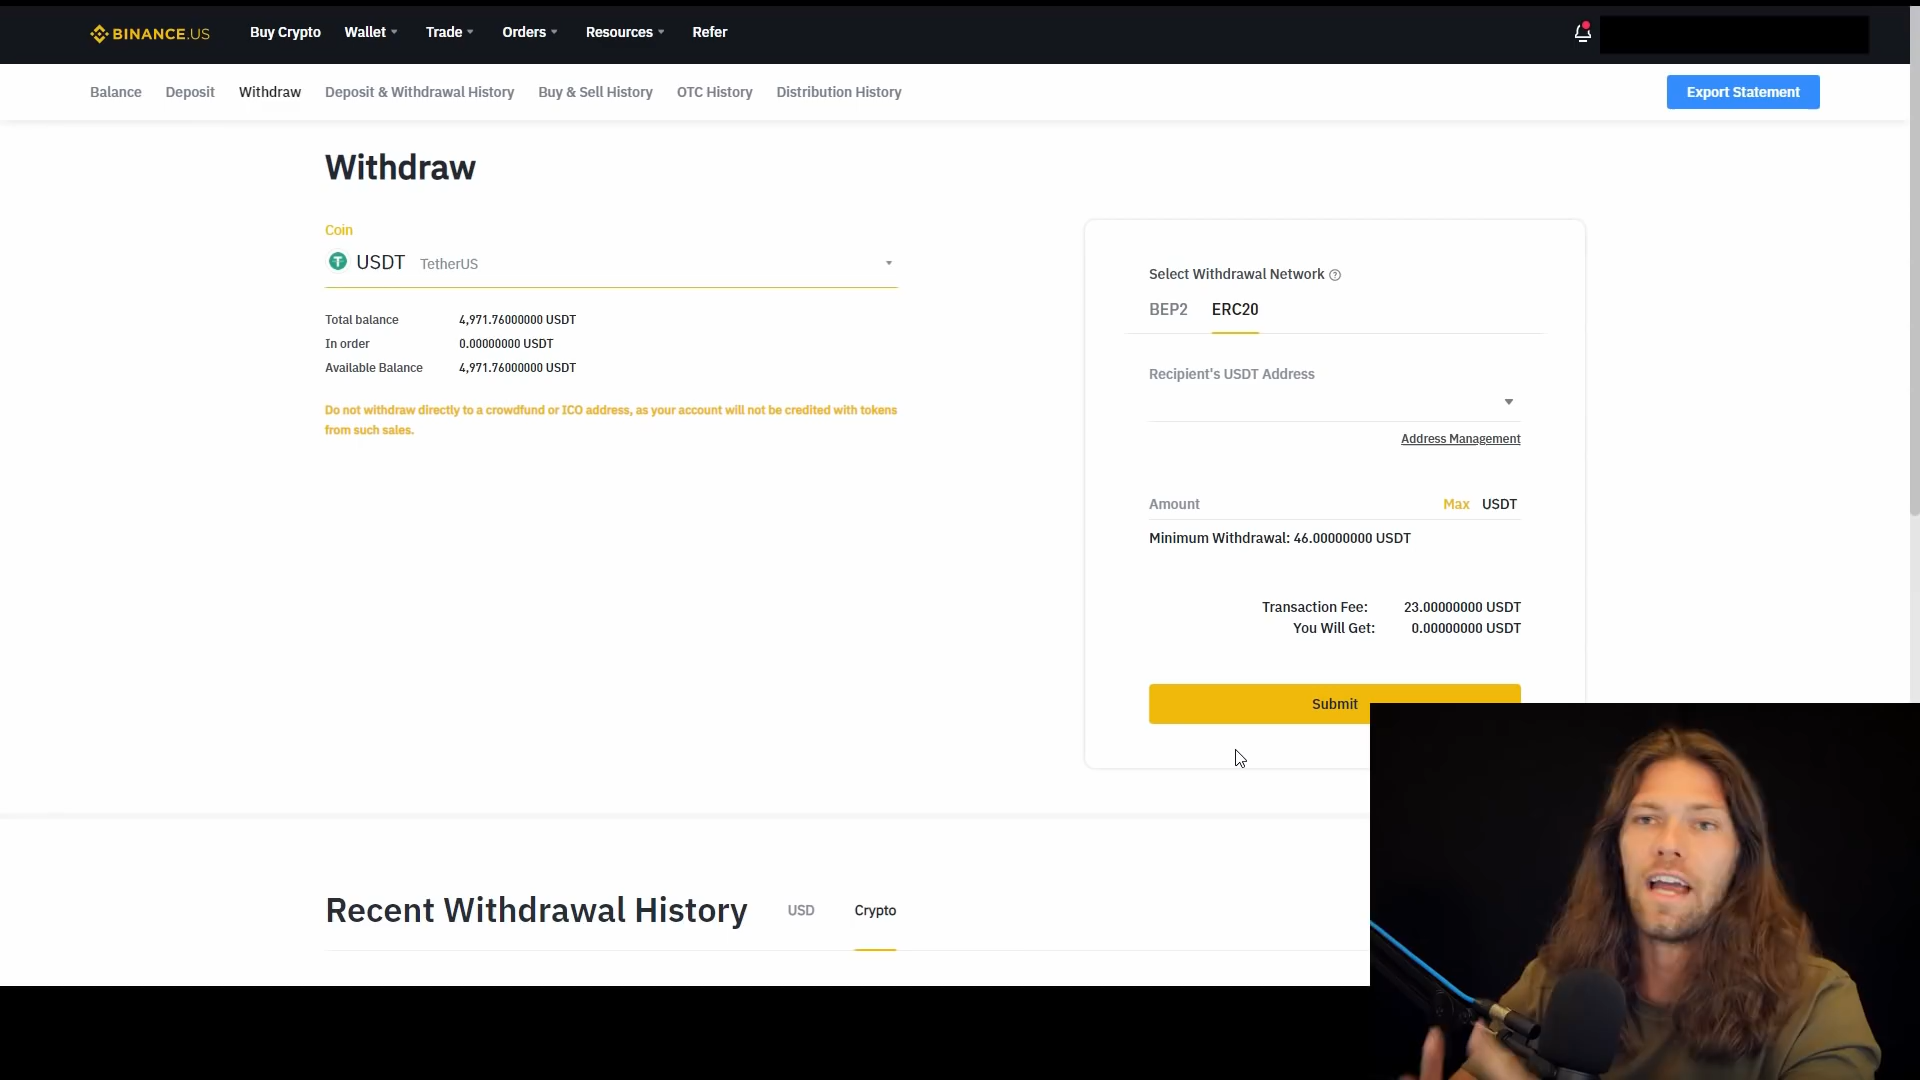 BINANCE.US
Buy Crypto Wallet Trade Orders Resources Refer
Balance Deposit Withdraw Deposit & Withdrawal History Buy & Sell History OTC History Distribution History Export Statement
Withdraw
Coin
USDT TetherUS
Total balance 4,971.76000000 USDT
In order 0.00000000 USDT
Available Balance 4,971.76000000 USDT
Do not withdraw directly to a crowdfund or ICO address, as your account will not be credited with tokens
from such sales.
Select Withdrawal Network
BEP2 ERC20
Recipient's USDT Address
Address Management
Amount Max USDT
Minimum Withdrawal: 46.00000000 USDT
Transaction Fee: 23.00000000 USDT
You Will Get: 0.00000000 USDT
Submit
Recent Withdrawal History USD Crypto